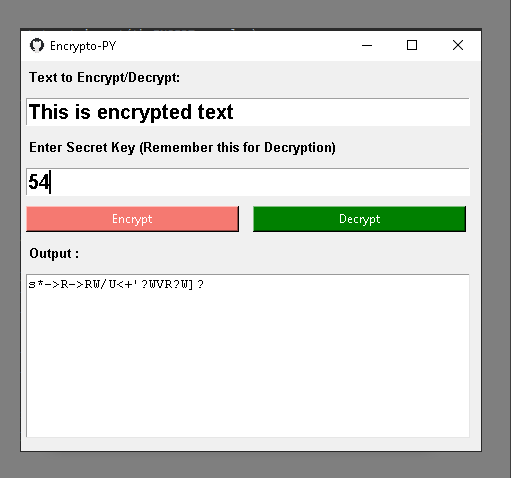 Encrypto-PY
Text to Encrypt/Decrypt:
This is encrypted text
Enter Secret Key (Remember this for Decryption)
54
Encrypt Decrypt
Output :
s*->R->RW/U<+'?WVR?W]?